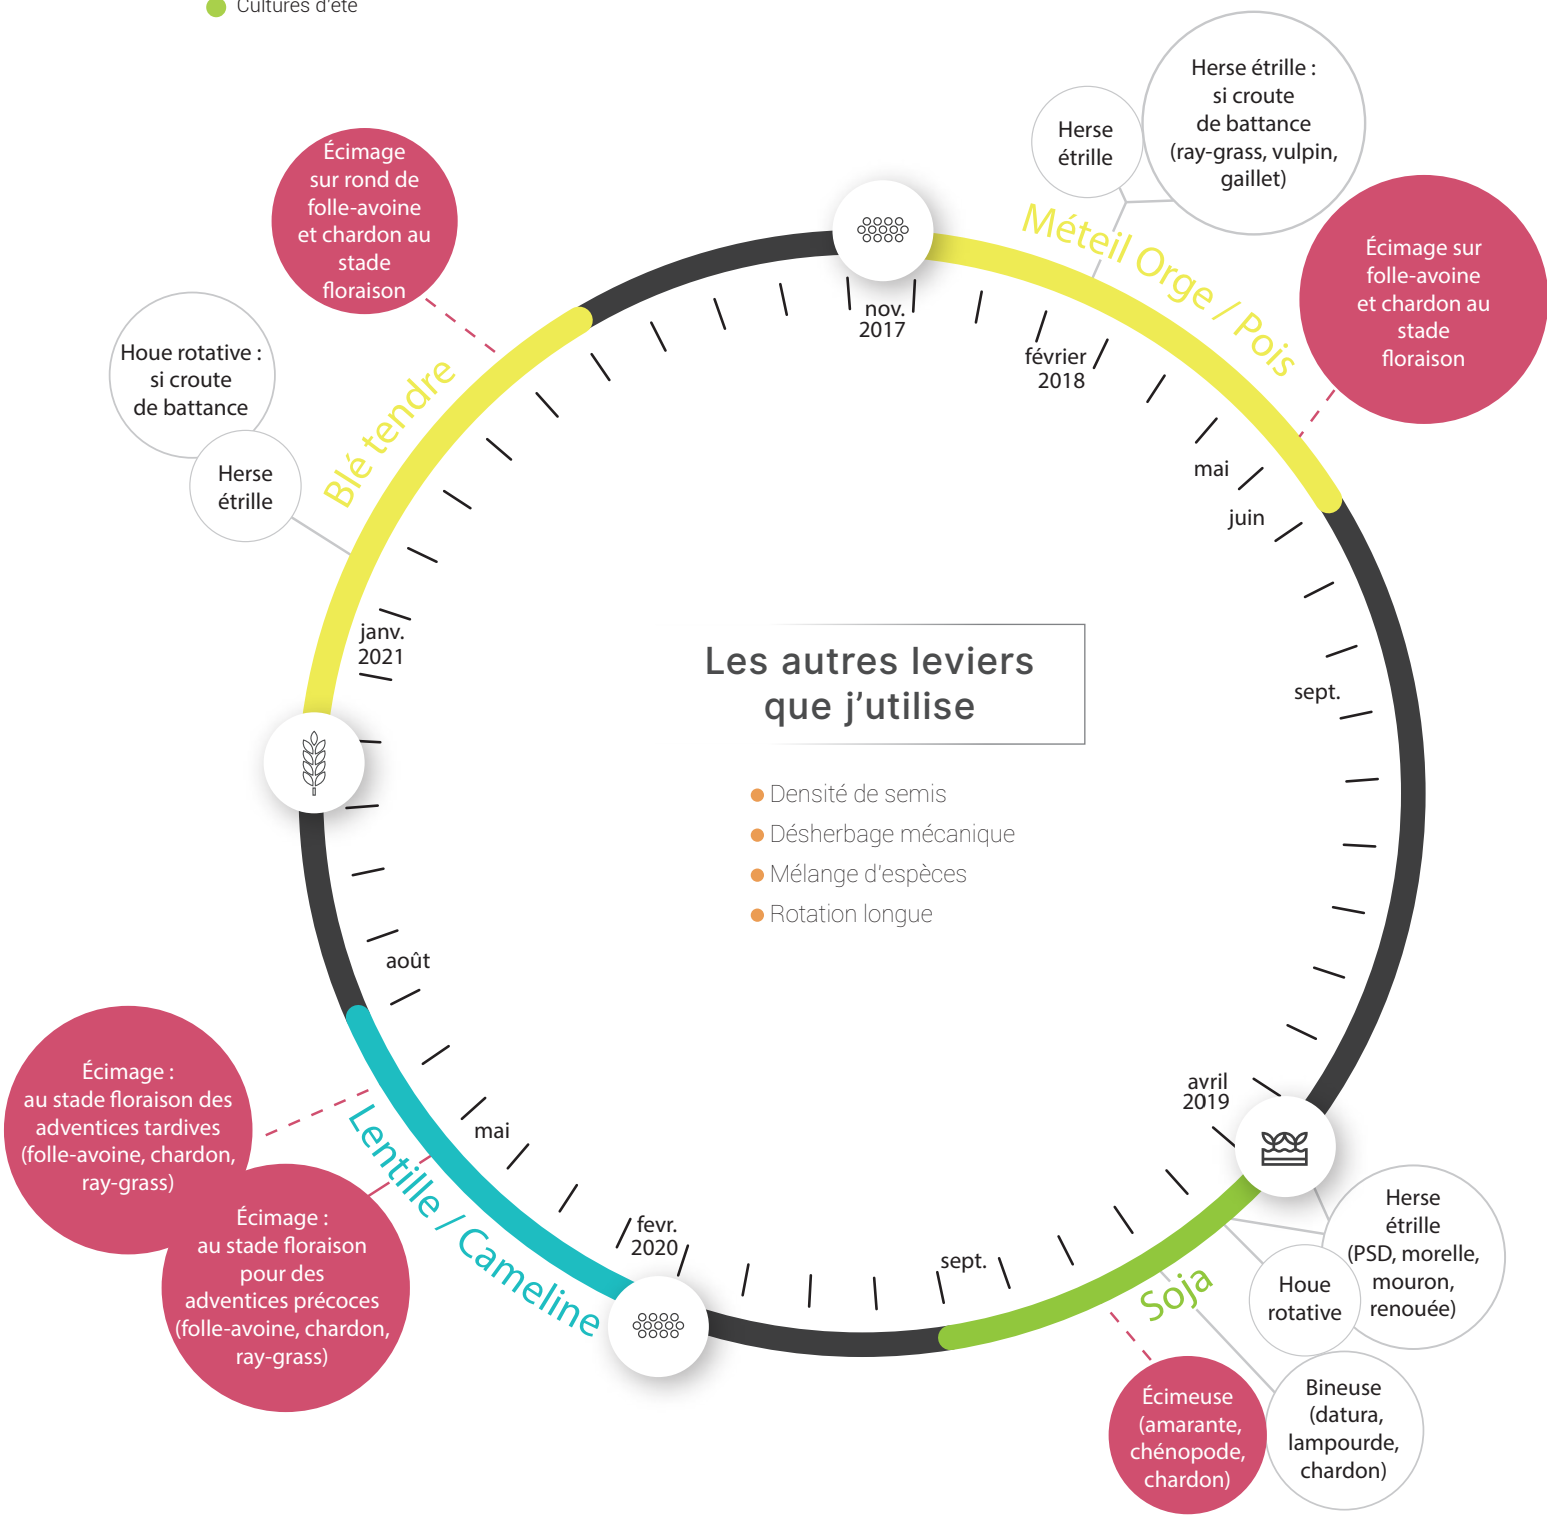 Cultures d'été
Herse étrille :
si croute
de battance
(ray-grass, vulpin,
gaillet)
Herse
étrille
Écimage
sur rond de
folle-avoine
et chardon au
stade
floraison
Méteil Orge / Pois
Écimage sur
folle-avoine
et chardon au
stade
floraison
nov.
2017
février
2018
Houe rotative :
si croute
de battance
Blé tendre
Herse
étrille
mai
juin
janv.
2021
Les autres leviers
que j’utilise
sept.
Densité de semis
Désherbage mécanique
Mélange d'espèces
Rotation longue
août
avril
2019
Écimage :
au stade floraison des
adventices tardives
(folle-avoine, chardon,
ray-grass)
mai
Lentille / Cameline
Écimage :
au stade floraison
pour des
adventices précoces
(folle-avoine, chardon,
ray-grass)
fevr.
2020
sept.
Soja
Herse
étrille
(PSD, morelle,
mouron,
renouée)
Houe
rotative
Écimeuse
(amarante,
chénopode,
chardon)
Bineuse
(datura,
lampourde,
chardon)